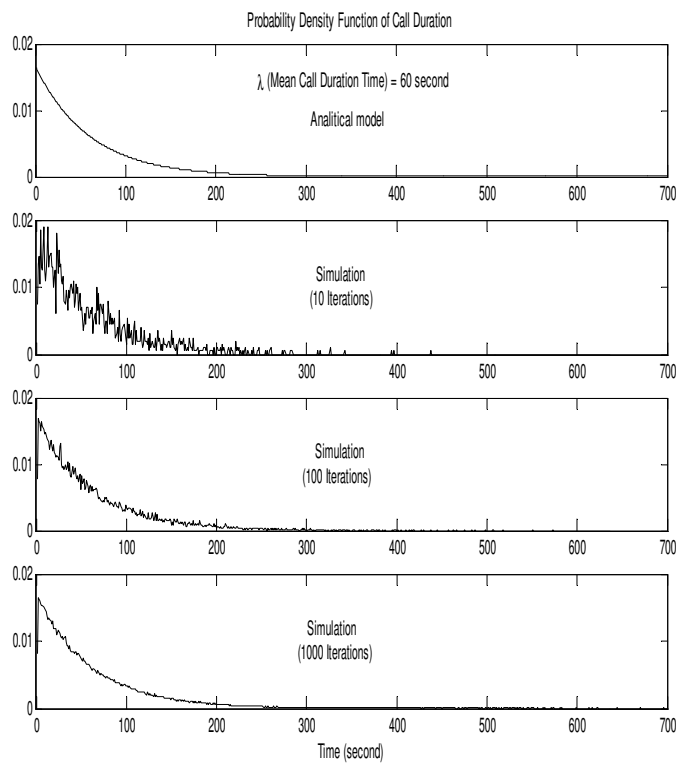 Probability Density Function of Call Duration
0.02
λ (Mean Call Duration Time) = 60 second
0.01
Analitical model
0
0 100 200 300 400 500 600 700
0.02
Simulation
0.01
(10 Iterions)
0
0 100 200 300 400 500 600 700
0.02
Simulation
0.01
(100 Iterations)
0
0 100 200 300 400 500 600 700
0.02
Simulation
0.01
(1000 Iterations)
0
0 100 200 300 400 500 600 700
Time (second)